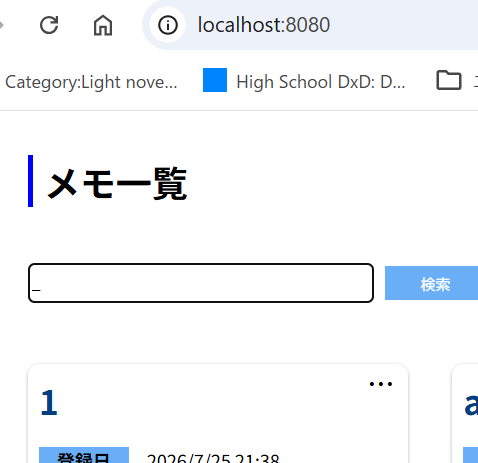 localhost:8080
Category:Light nove...
High School DxD: D...
メモ一覧
_
検索
1
登録日
2026/7/25 21:38